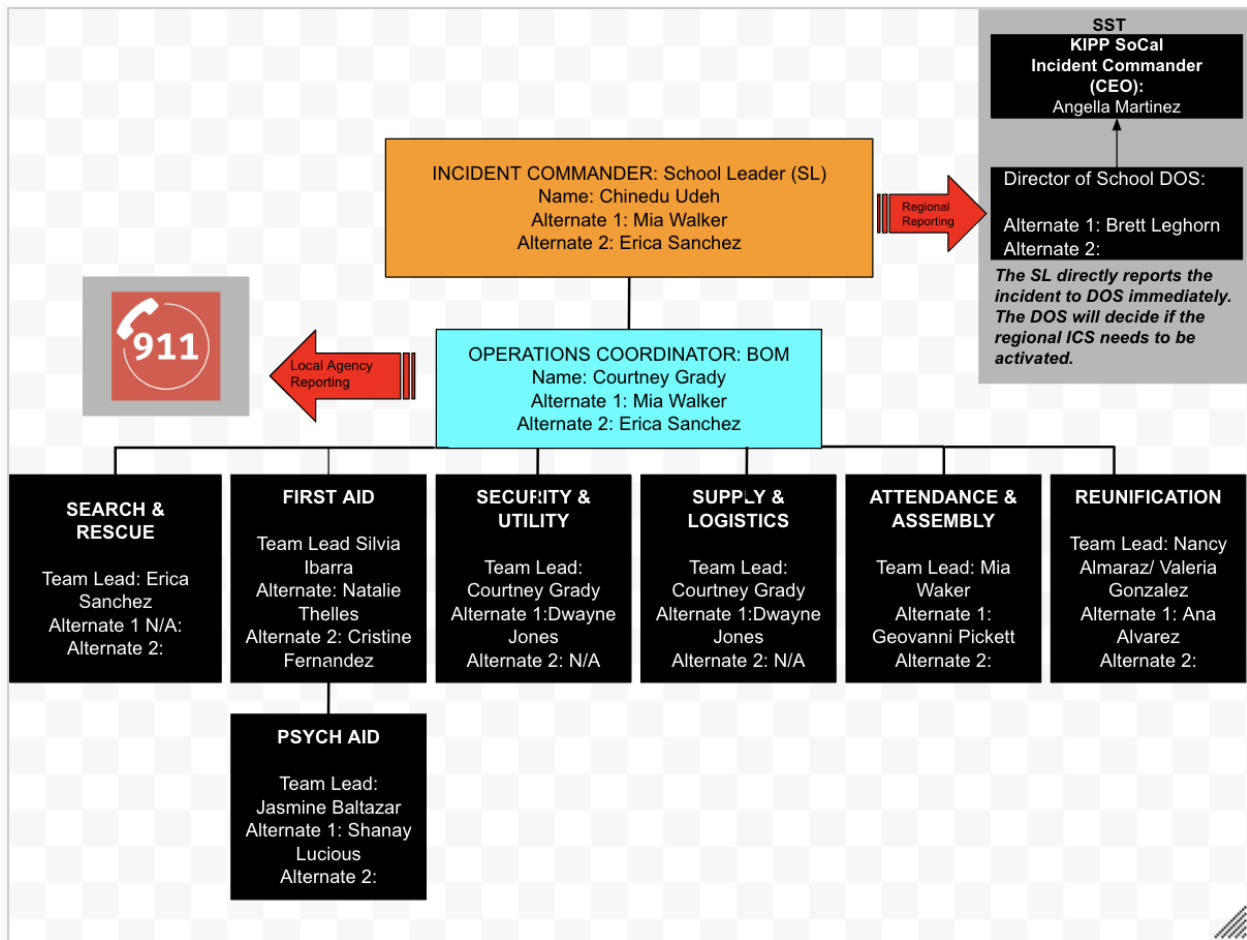 SST
KIPP SoCal
Incident Commander
(CEO):
Angella Martinez
INCIDENT COMMANDER: School Leader (SL)
Name: Chinedu Udeh
Alternate 1: Mia Walker
Alternate 2: Erica Sanchez
Regional
Reporting
Director of School DOS:
Alternate 1: Brett Leghorn
Alternate 2:
The SL directly reports the
incident to DOS immediately.
The DOS will decide if the
regional ICS needs to be
activated.
911
Local Agency
Reporting
OPERATIONS COORDINATOR: BOM
Name: Courtney Grady
Alternate 1: Mia Walker
Alternate 2: Erica Sanchez
SEARCH &
RESCUE
Team Lead: Erica
Sanchez
Alternate 1 N/A:
Alternate 2:
FIRST AID
Team Lead Silvia
Ibarra
Alternate: Natalie
Thelles
Alternate 2: Cristine
Fernandez
SECURITY &
UTILITY
Team Lead:
Courtney Grady
Alternate 1:Dwayne
Jones
Alternate 2: N/A
SUPPLY &
LOGISTICS
Team Lead:
Courtney Grady
Alternate 1:Dwayne
Jones
Alternate 2: N/A
ATTENDANCE &
ASSEMBLY
Team Lead: Mia
Waker
Alternate 1:
Geovanni Pickett
Alternate 2:
REUNIFICATION
Team Lead: Nancy
Almaraz/ Valeria
Gonzalez
Alternate 1: Ana
Alvarez
Alternate 2:
PSYCH AID
Team Lead:
Jasmine Baltazar
Alternate 1: Shanay
Lucious
Alternate 2: